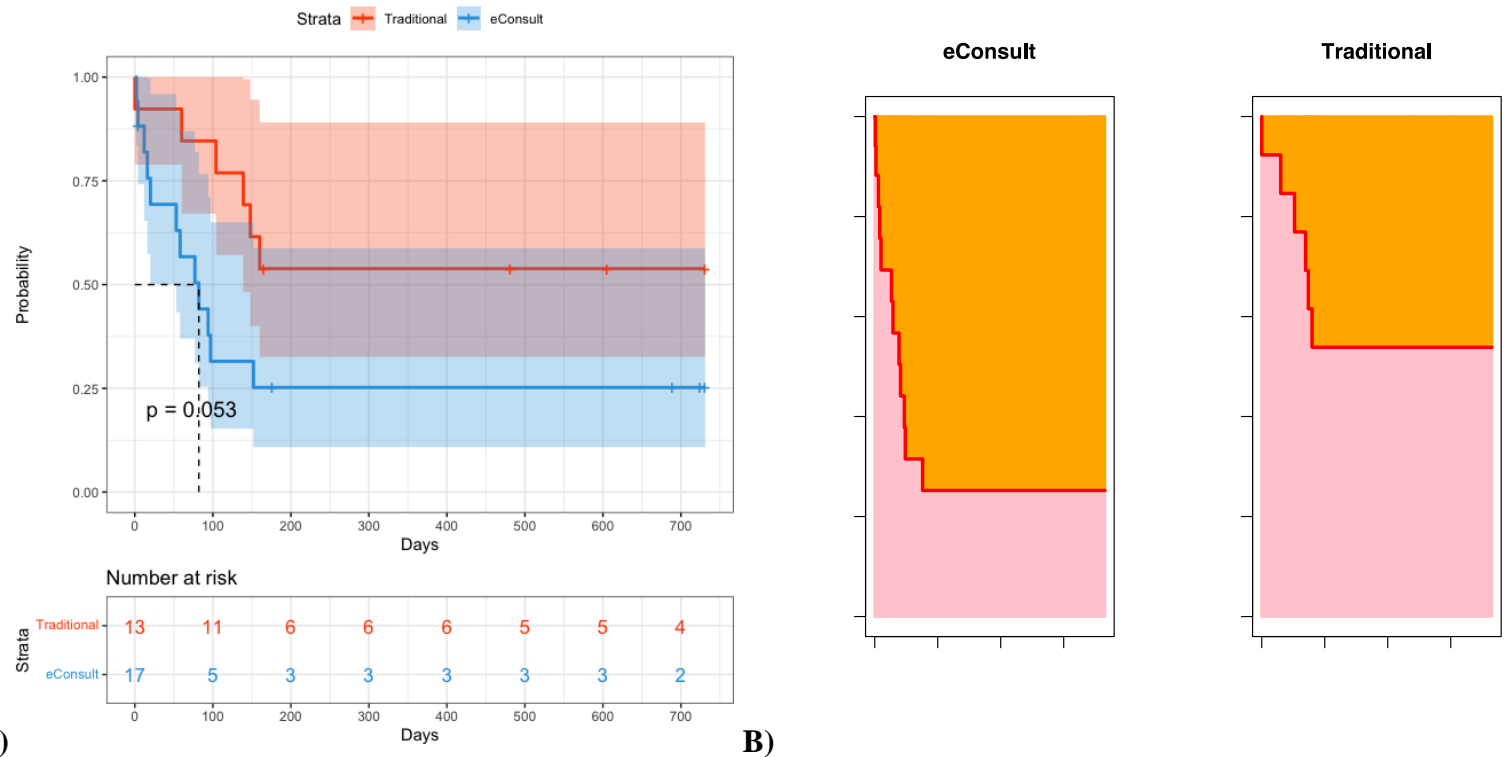 Strata Traditional eConsult
Probability
1.00
0.75
0.50
0.25
0.00
p = 0.053
0 100 200 300 400 500 600 700
Days
Number at risk
Strata
Traditional 13 11 6 6 6 5 5 4
eConsult 17 5 3 3 3 3 3 2
0 100 200 300 400 500 600 700
Days
)
B)
eConsult
Traditional